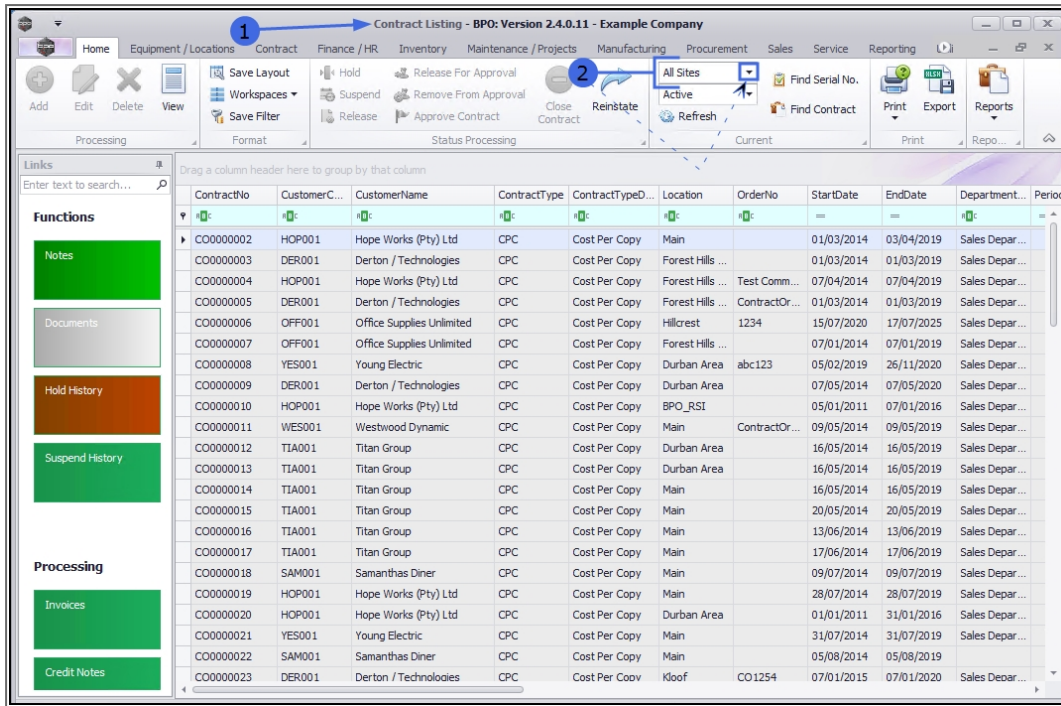 1
Contract Listing - BPO: Version 2.4.0.11 - Example Company
Home Equipment / Locations Contract Finance / HR Inventory Maintenance / Projects Manufacturing Procurement Sales Service Reporting
Add Edit Delete View
Processing
Save Layout
Workspaces
Save Filter
Format
Hold
Suspend
Release
Release For Approval
Remove From Approval
Approve Contract
Close Contract
Reinstate
Status Processing
2
All Sites
Active
Refresh
Find Serial No.
Find Contract
Current
Print Export
Print
Reports
Repo...
Links
Enter text to search...
Functions
Notes
Documents
Hold History
Suspend History
Processing
Invoices
Credit Notes
Drag a column header here to group by that column
ContractNo CustomerC... CustomerName ContractType ContractTypeD... Location OrderNo StartDate EndDate Department... Perio
CO0000002 HOP001 Hope Works (Pty) Ltd CPC Cost Per Copy Main 01/03/2014 03/04/2019 Sales Depar...
CO0000003 DER001 Derton / Technologies CPC Cost Per Copy Forest Hills ... 01/03/2014 01/03/2019 Sales Depar...
CO0000004 HOP001 Hope Works (Pty) Ltd CPC Cost Per Copy Forest Hills ... Test Comm... 07/04/2014 07/04/2019 Sales Depar...
CO0000005 DER001 Derton / Technologies CPC Cost Per Copy Forest Hills ... ContractOr... 01/03/2014 01/03/2019 Sales Depar...
CO0000006 OFF001 Office Supplies Unlimited CPC Cost Per Copy Hillcrest 1234 15/07/2020 17/07/2025 Sales Depar...
CO0000007 OFF001 Office Supplies Unlimited CPC Cost Per Copy Forest Hills ... 07/01/2014 07/01/2019 Sales Depar...
CO0000008 YES001 Young Electric CPC Cost Per Copy Durban Area abc123 05/02/2019 26/11/2020 Sales Depar...
CO0000009 DER001 Derton / Technologies CPC Cost Per Copy Durban Area 07/05/2014 07/05/2020 Sales Depar...
CO0000010 HOP001 Hope Works (Pty) Ltd CPC Cost Per Copy BPO_RSI 05/01/2011 07/01/2016 Sales Depar...
CO0000011 WES001 Westwood Dynamic CPC Cost Per Copy Main ContractOr... 09/05/2014 09/05/2019 Sales Depar...
CO0000012 TIA001 Titan Group CPC Cost Per Copy Durban Area 16/05/2014 16/05/2019 Sales Depar...
CO0000013 TIA001 Titan Group CPC Cost Per Copy Durban Area 16/05/2014 16/05/2019 Sales Depar...
CO0000014 TIA001 Titan Group CPC Cost Per Copy Main 16/05/2014 16/05/2019 Sales Depar...
CO0000015 TIA001 Titan Group CPC Cost Per Copy Main 20/05/2014 20/05/2019 Sales Depar...
CO0000016 TIA001 Titan Group CPC Cost Per Copy Main 13/06/2014 13/06/2019 Sales Depar...
CO0000017 TIA001 Titan Group CPC Cost Per Copy Main 17/06/2014 17/06/2019 Sales Depar...
CO0000018 SAM001 Samanthas Diner CPC Cost Per Copy Main 09/07/2014 09/07/2019 Sales Depar...
CO0000019 HOP001 Hope Works (Pty) Ltd CPC Cost Per Copy Main 28/07/2014 28/07/2019 Sales Depar...
CO0000020 HOP001 Hope Works (Pty) Ltd CPC Cost Per Copy Durban Area 01/01/2011 31/01/2016 Sales Depar...
CO0000021 YES001 Young Electric CPC Cost Per Copy Main 31/07/2014 31/07/2019 Sales Depar...
CO0000022 SAM001 Samanthas Diner CPC Cost Per Copy Main 05/08/2014 05/08/2019
CO0000023 DER001 Derton / Technologies CPC Cost Per Copy Kloof CO1254 07/01/2015 07/01/2020 Sales Depar...